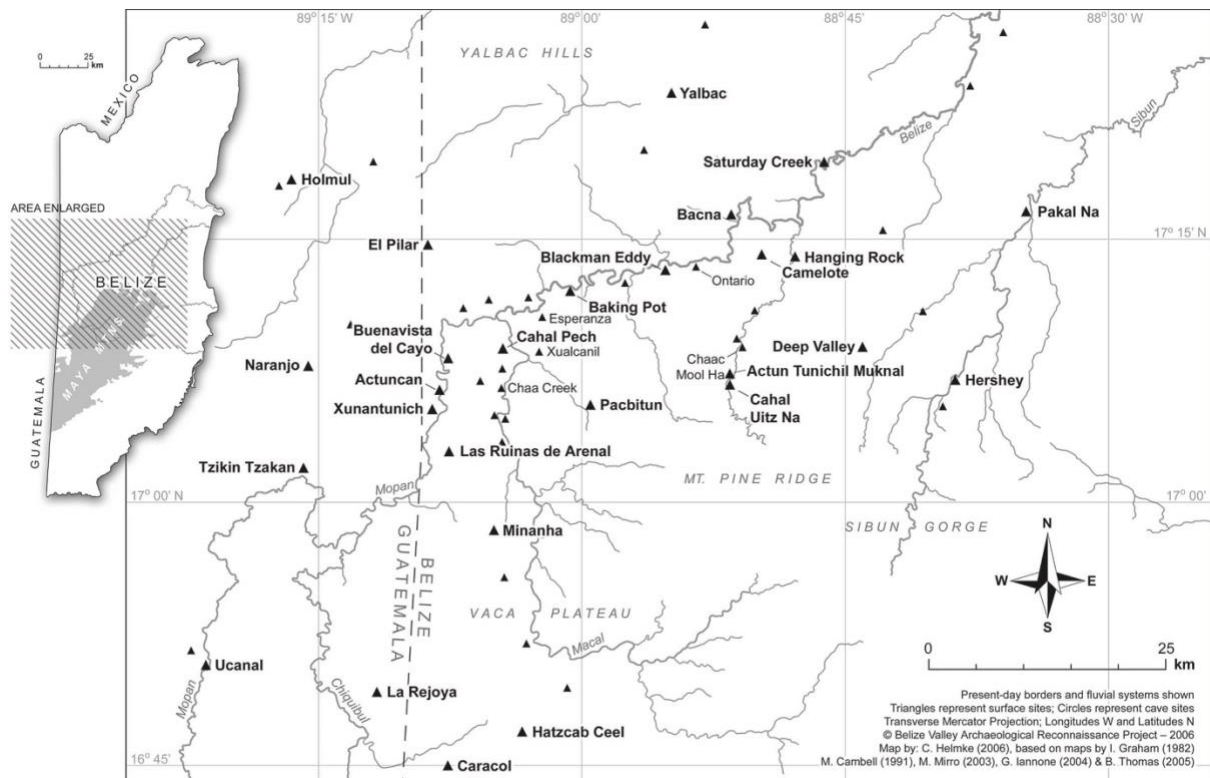 89° 15' W
89° 00'
88° 45'
88° 30'
0 25
km
MEXICO
AREA ENLARGED
BELIZE
MAYA MTNS
GUATEMALA
YALBAC HILLS
Yalbac
Belize
Sibun
Saturday Creek
Holmul
Bacna
Pakal Na
El Pilar
17° 15'
Blackman Eddy
Hanging Rock
Camelote
Ontario
Baking Pot
Esperanza
Buenavista
del Cayo
Cahal Pech
Xualcanil
Chaac
Mool Ha
Deep Valley
Naranjo
Actun Tunichil Muknal
Actuncan
Chaa Creek
Hershey
Cahal
Uitz Na
Xunantunich
Pacbitun
Las Ruinas de Arenal
Tzikin Tzakan
Mopan
MT. PINE RIDGE
17° 00' N
17° 00'
SIBUN GORGE
Minanha
GUATEMALA
BELIZE
VACA PLATEAU
Macal
N
W E
S
Ucanal
Mopan
Chiquibul
La Rejoya
0 25
km
Hatzcab Ceel
16° 45'
Caracol
Present-day borders and fluvial systems shown
Triangles represent surface sites; Circles represent cave sites
Transverse Mercator Projection; Longitudes W and Latitudes N
© Belize Valley Archaeological Reconnaissance Project – 2006
Map by: C. Helmke (2006), based on maps by I. Graham (1982)
M. Cambell (1991), M. Mirro (2003), G. Iannone (2004) & B. Thomas (2005)